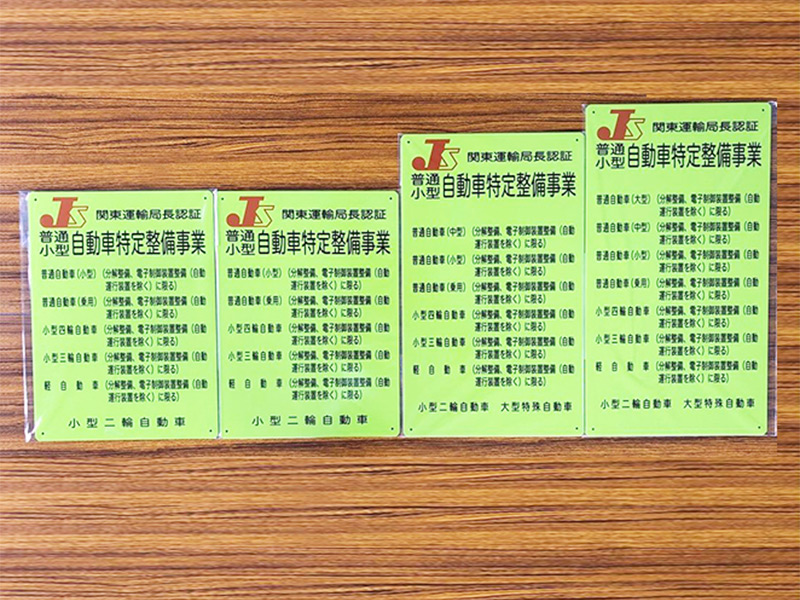 JS 関東運輸局長認証
普通
小型 自動車特定整備事業
普通自動車(小型) (分解整備、電子制御装置整備(自動
運行装置を除く)に限る)
普通自動車(乗用) (分解整備、電子制御装置整備(自動
運行装置を除く)に限る)
小型四輪自動車 (分解整備、電子制御装置整備(自動
運行装置を除く)に限る)
小型三輪自動車 (分解整備、電子制御装置整備(自動
運行装置を除く)に限る)
軽自動車 (分解整備、電子制御装置整備(自動
運行装置を除く)に限る)
小型二輪自動車
JS 関東運輸局長認証
普通
小型 自動車特定整備事業
普通自動車(小型) (分解整備、電子制御装置整備(自動
運行装置を除く)に限る)
普通自動車(乗用) (分解整備、電子制御装置整備(自動
運行装置を除く)に限る)
小型四輪自動車 (分解整備、電子制御装置整備(自動
運行装置を除く)に限る)
小型三輪自動車 (分解整備、電子制御装置整備(自動
運行装置を除く)に限る)
軽自動車 (分解整備、電子制御装置整備(自動
運行装置を除く)に限る)
小型二輪自動車
JS 関東運輸局長認証
普通
小型 自動車特定整備事業
普通自動車(中型) (分解整備、電子制御装置整備(自動
運行装置を除く)に限る)
普通自動車(小型) (分解整備、電子制御装置整備(自動
運行装置を除く)に限る)
普通自動車(乗用) (分解整備、電子制御装置整備(自動
運行装置を除く)に限る)
小型四輪自動車 (分解整備、電子制御装置整備(自動
運行装置を除く)に限る)
小型三輪自動車 (分解整備、電子制御装置整備(自動
運行装置を除く)に限る)
軽自動車 (分解整備、電子制御装置整備(自動
運行装置を除く)に限る)
小型二輪自動車 大型特殊自動車
JS 関東運輸局長認証
普通
小型 自動車特定整備事業
普通自動車(大型) (分解整備、電子制御装置整備(自動
運行装置を除く)に限る)
普通自動車(中型) (分解整備、電子制御装置整備(自動
運行装置を除く)に限る)
普通自動車(小型) (分解整備、電子制御装置整備(自動
運行装置を除く)に限る)
普通自動車(乗用) (分解整備、電子制御装置整備(自動
運行装置を除く)に限る)
小型四輪自動車 (分解整備、電子制御装置整備(自動
運行装置を除く)に限る)
小型三輪自動車 (分解整備、電子制御装置整備(自動
運行装置を除く)に限る)
軽自動車 (分解整備、電子制御装置整備(自動
運行装置を除く)に限る)
小型二輪自動車 大型特殊自動車